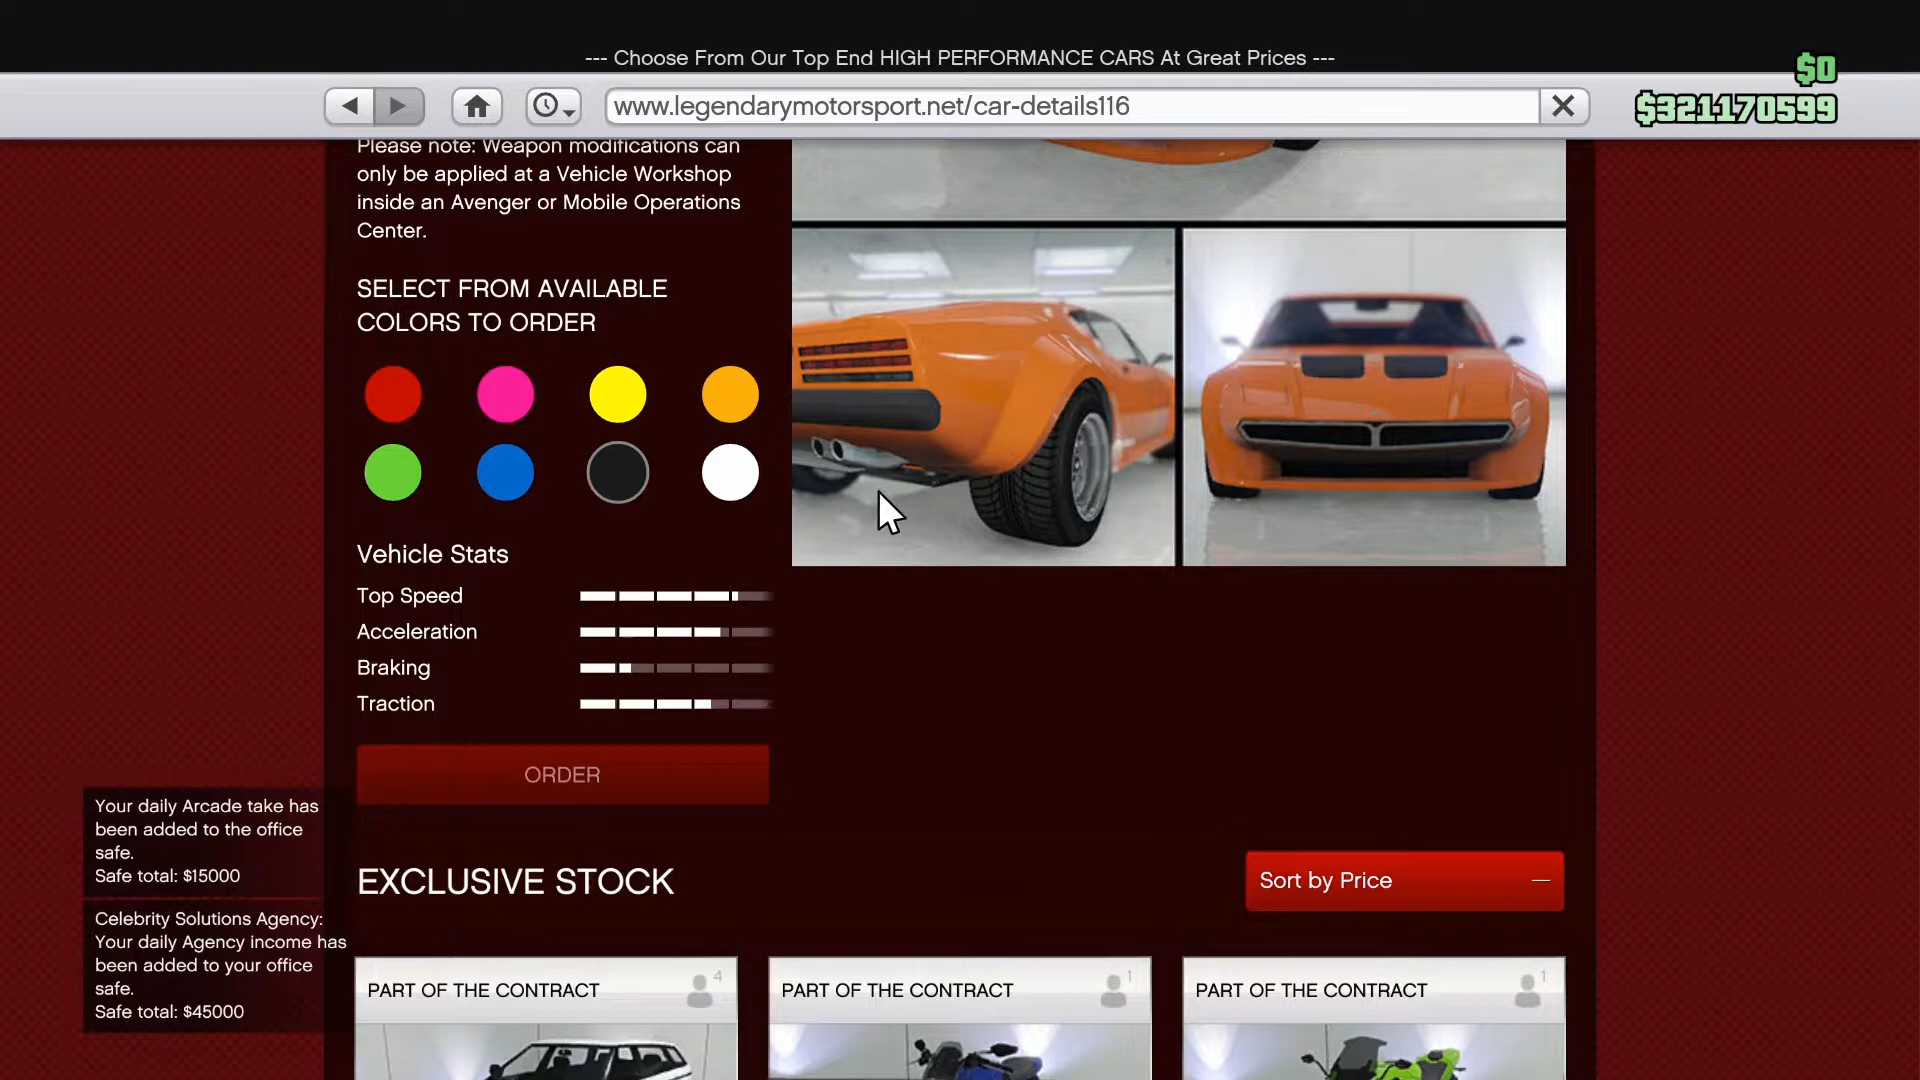 --- Choose From Our Top End HIGH PERFORMANCE CARS At Great Prices ---
$0
www.legendarymotorsport.net/car-details116
$321170599
Please note: Weapon modifications can
only be applied at a Vehicle Workshop
inside an Avenger or Mobile Operations
Center.
SELECT FROM AVAILABLE
COLORS TO ORDER
Vehicle Stats
Top Speed
Acceleration
Braking
Traction
ORDER
Your daily Arcade take has
been added to the office
safe.
Safe total: $15000
Celebrity Solutions Agency:
Your daily Agency income has
been added to your office
safe.
Safe total: $45000
EXCLUSIVE STOCK
Sort by Price
PART OF THE CONTRACT
4
PART OF THE CONTRACT
1
PART OF THE CONTRACT
1